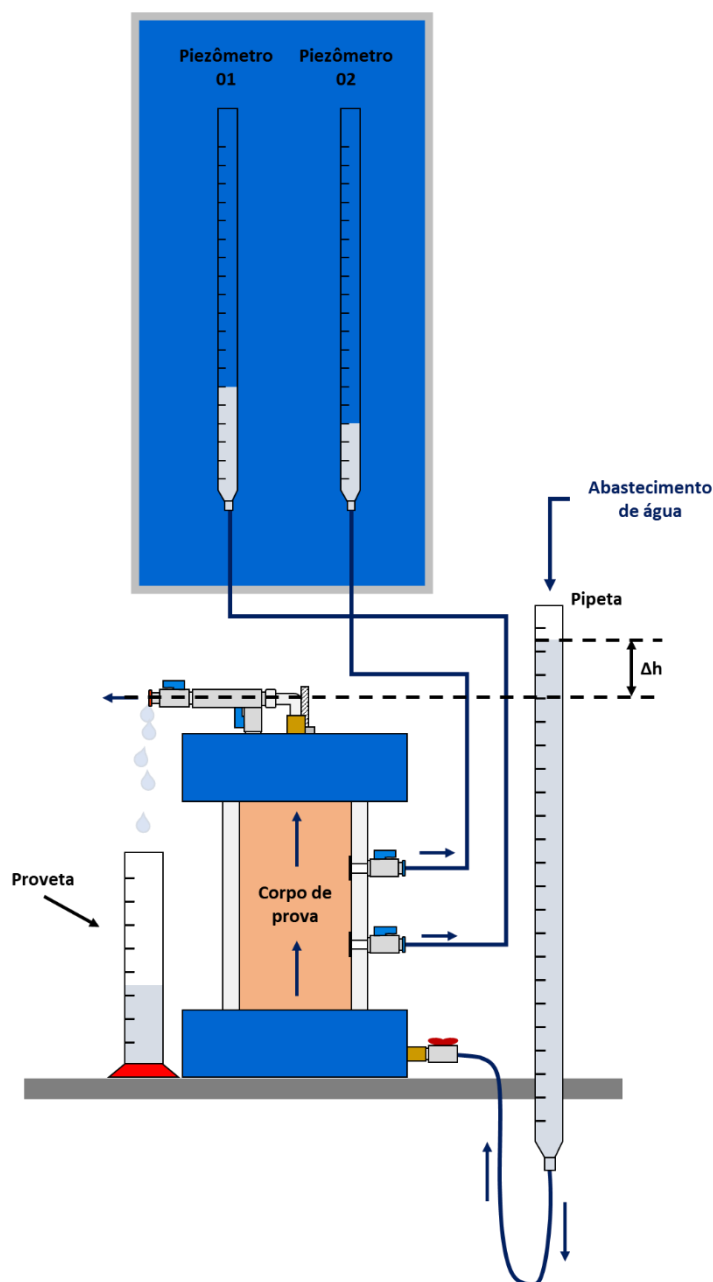 Piezômetro
01
Piezômetro
02
Abastecimento
de água
Pipeta
Δh
Proveta
Corpo de
prova